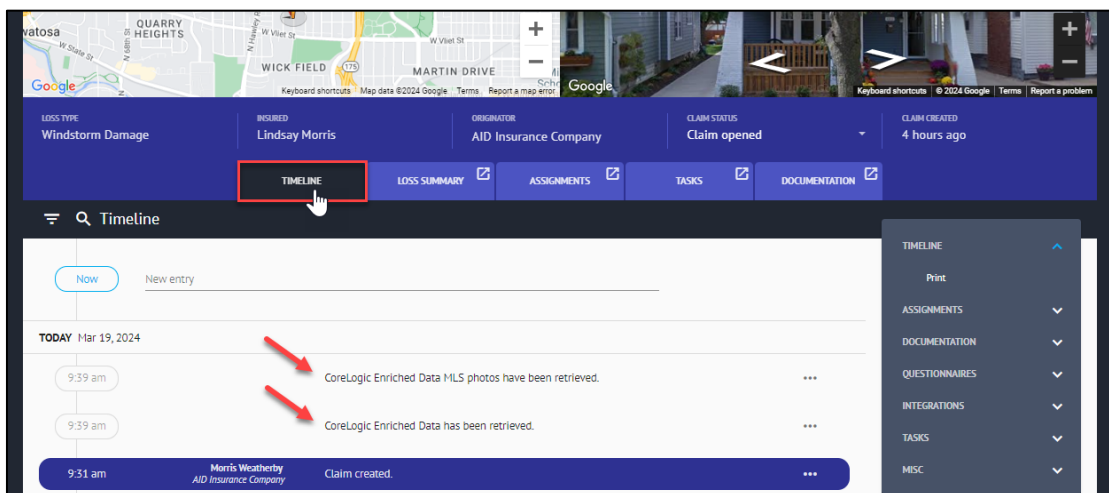 vatosa
QUARRY
HEIGHTS
W State St
N 68th St
N Hawley R
W Vliet St
W Vliet St
WICK FIELD
175
MARTIN DRIVE
Google
Keyboard shortcuts Map data ©2024 Google Terms Report a map error
Google
Keyboard shortcuts © 2024 Google Terms Report a problem
LOSS TYPE
Windstorm Damage
INSURED
Lindsay Morris
ORIGINATOR
AID Insurance Company
CLAIM STATUS
Claim opened
CLAIM CREATED
4 hours ago
TIMELINE
LOSS SUMMARY
ASSIGNMENTS
TASKS
DOCUMENTATION
Timeline
Now
New entry
TODAY Mar 19, 2024
9:39 am
CoreLogic Enriched Data MLS photos have been retrieved.
9:39 am
CoreLogic Enriched Data has been retrieved.
9:31 am
Morris Weatherby
AID Insurance Company
Claim created.
TIMELINE
Print
ASSIGNMENTS
DOCUMENTATION
QUESTIONNAIRES
INTEGRATIONS
TASKS
MISC